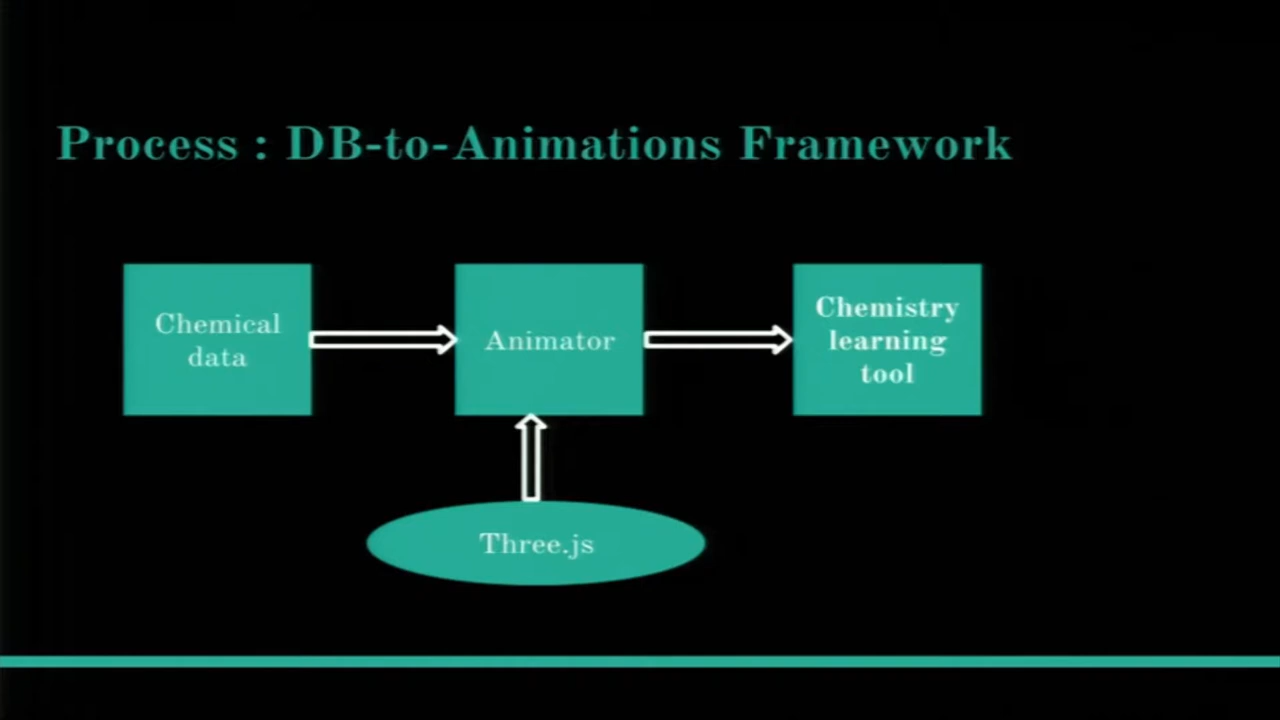 Process : DB-to-Animations Framework
Chemical
data
Animator
Chemistry
learning
tool
Three.js